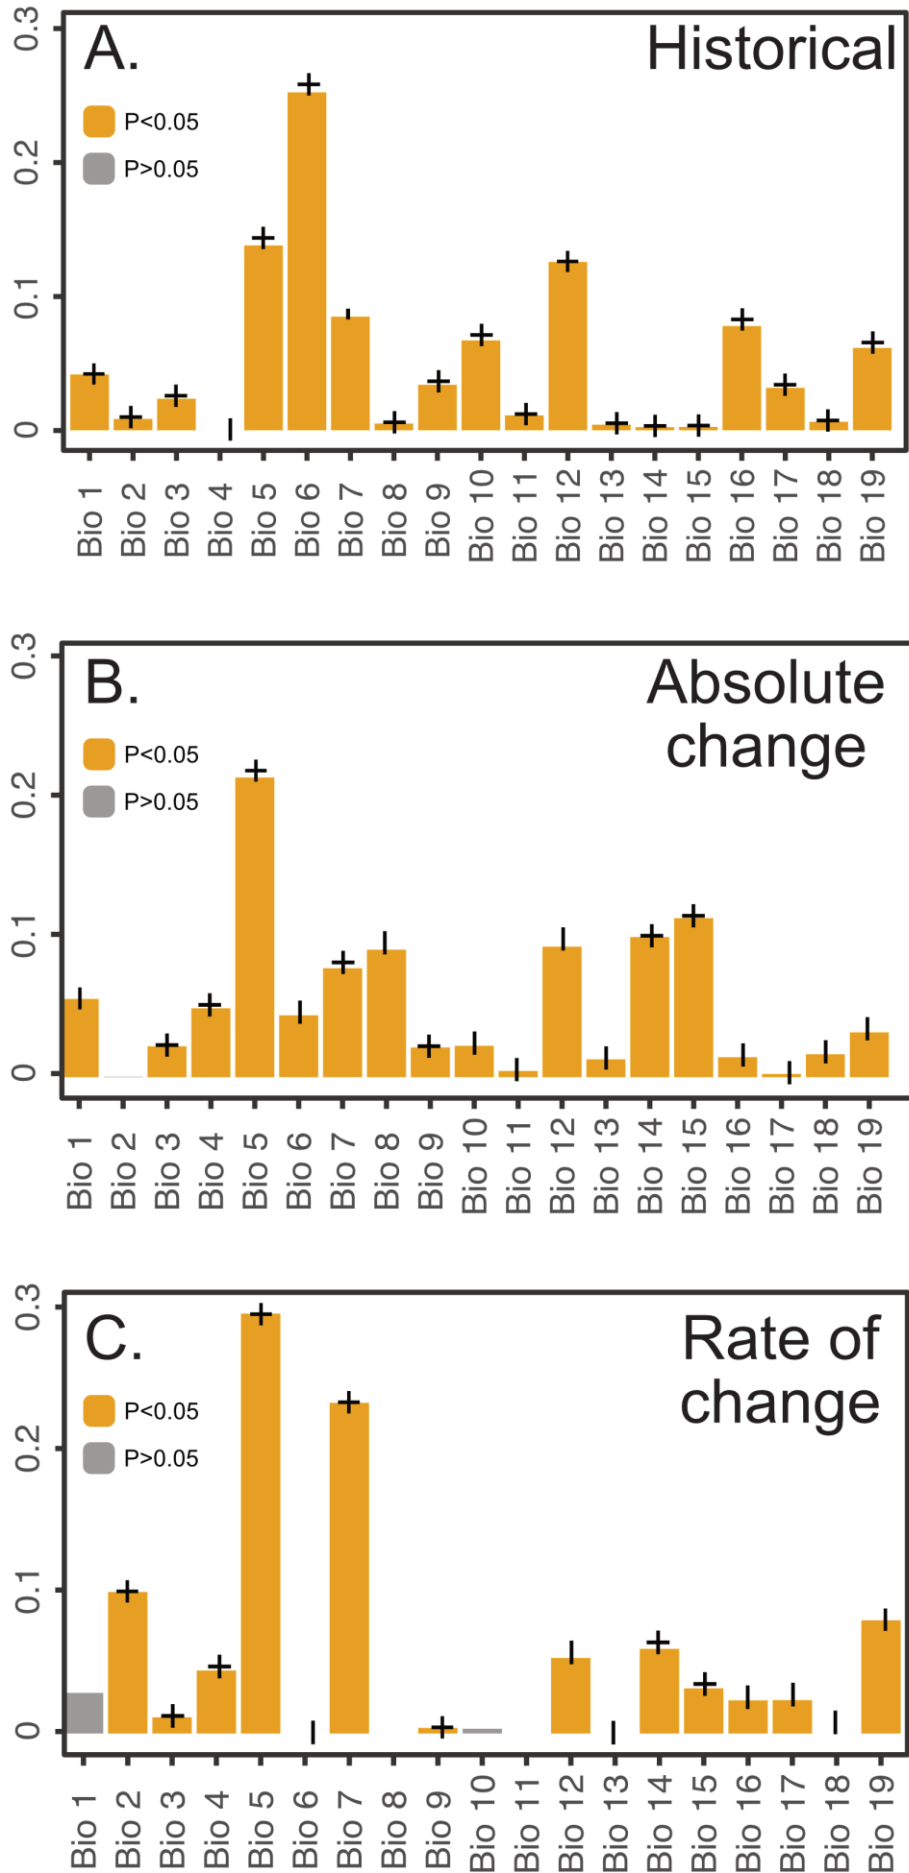 A.
Historical
P<0.05
P>0.05
0.3
0.2
0.1
0
Bio 1
Bio 2
Bio 3
Bio 4
Bio 5
Bio 6
Bio 7
Bio 8
Bio 9
Bio 10
Bio 11
Bio 12
Bio 13
Bio 14
Bio 15
Bio 16
Bio 17
Bio 18
Bio 19
B.
Absolute
change
P<0.05
P>0.05
0.3
0.2
0.1
0
Bio 1
Bio 2
Bio 3
Bio 4
Bio 5
Bio 6
Bio 7
Bio 8
Bio 9
Bio 10
Bio 11
Bio 12
Bio 13
Bio 14
Bio 15
Bio 16
Bio 17
Bio 18
Bio 19
C.
Rate of
change
P<0.05
P>0.05
0.3
0.2
0.1
0
Bio 1
Bio 2
Bio 3
Bio 4
Bio 5
Bio 6
Bio 7
Bio 8
Bio 9
Bio 10
Bio 11
Bio 12
Bio 13
Bio 14
Bio 15
Bio 16
Bio 17
Bio 18
Bio 19